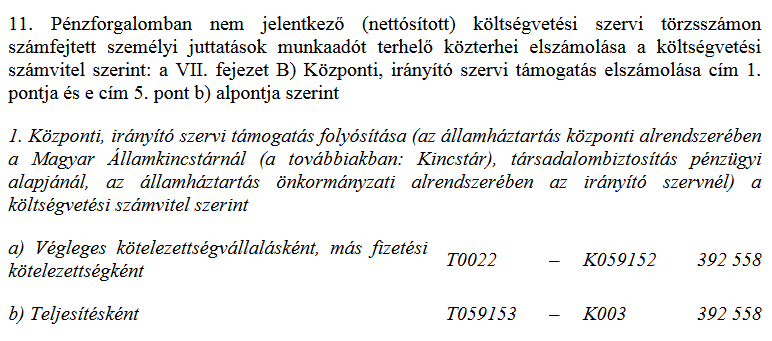 11. Pénzforgalomban nem jelentkező (nettósított) költségvetési szervi törzsszámon
számfejtett személyi juttatások munkaadót terhelő közterhei elszámolása a költségvetési
számvitel szerint: a VII. fejezet B) Központi, irányító szervi támogatás elszámolása cím 1.
pontja és e cím 5. pont b) alpontja szerint
1. Központi, irányító szervi támogatás folyósítása (az államháztartás központi alrendszerében
a Magyar Államkincstárnál (a továbbiakban: Kincstár), társadalombiztosítás pénzügyi
alapjánál, az államháztartás önkormányzati alrendszerében az irányító szervnél) a
költségvetési számvitel szerint
a) Végleges kötelezettségvállalásként, más fizetési
kötelezettségként T0022 – K059152 392 558
b) Teljesítésként T059153 – K003 392 558